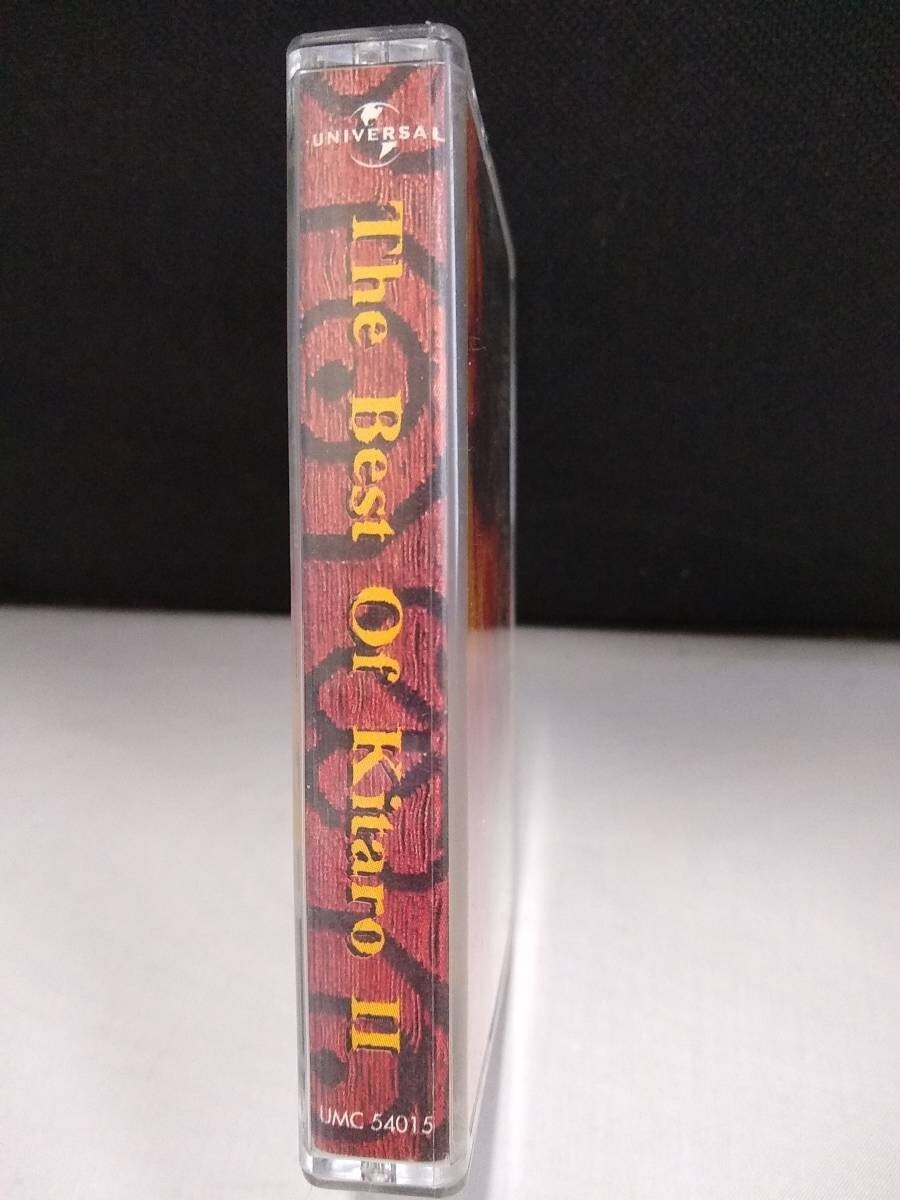 UNIVERSAL
The Best Of Kitaro II
UMC 54015